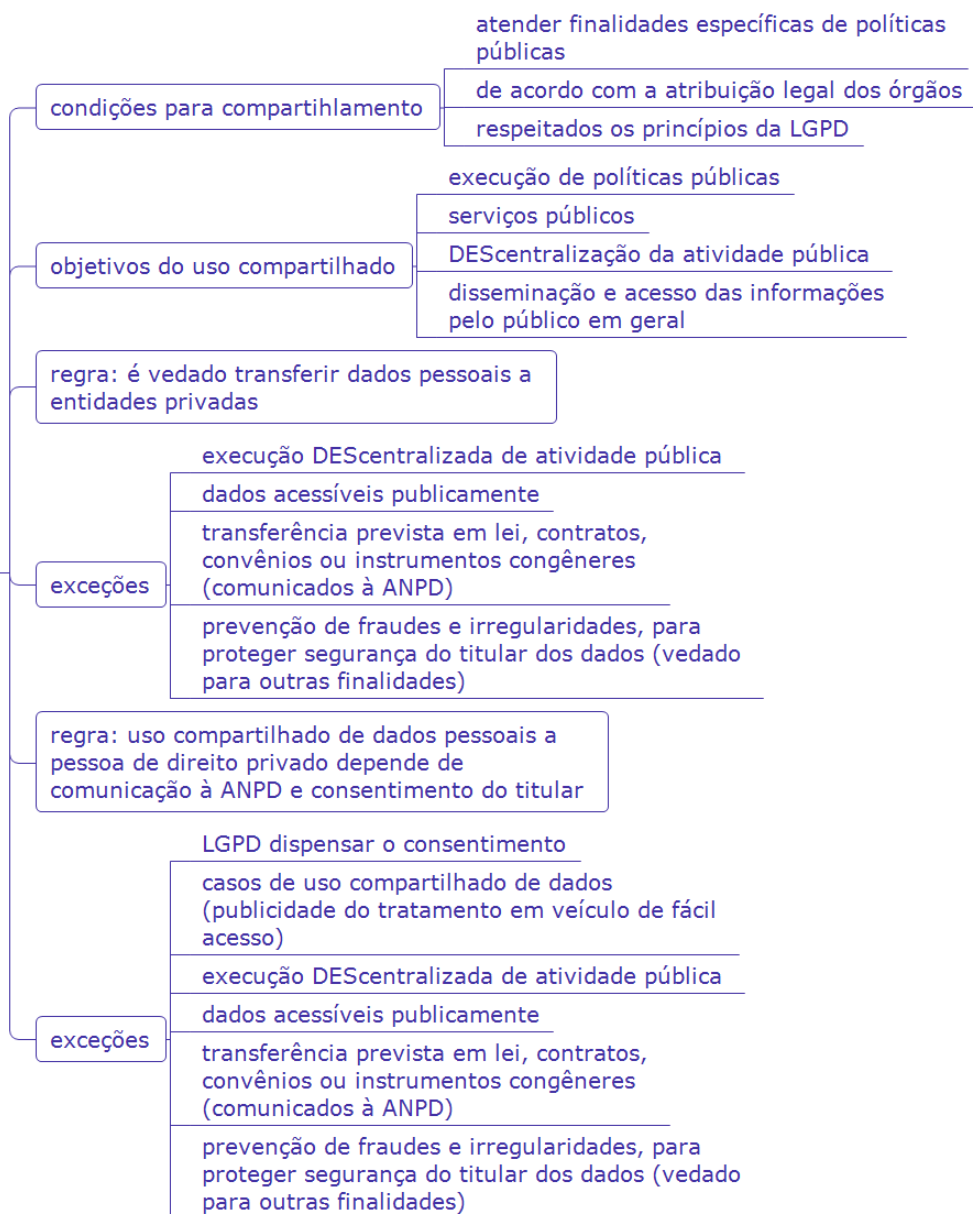 condições para compartihlamento
atender finalidades específicas de políticas
públicas
de acordo com a atribuição legal dos órgãos
respeitados os princípios da LGPD
objetivos do uso compartilhado
execução de políticas públicas
serviços públicos
DEScentralização da atividade pública
disseminação e acesso das informações
pelo público em geral
regra: é vedado transferir dados pessoais a
entidades privadas
exceções
execução DEScentralizada de atividade pública
dados acessíveis publicamente
transferência prevista em lei, contratos,
convênios ou instrumentos congêneres
(comunicados à ANPD)
prevenção de fraudes e irregularidades, para
proteger segurança do titular dos dados (vedado
para outras finalidades)
regra: uso compartilhado de dados pessoais a
pessoa de direito privado depende de
comunicação à ANPD e consentimento do titular
exceções
LGPD dispensar o consentimento
casos de uso compartilhado de dados
(publicidade do tratamento em veículo de fácil
acesso)
execução DEScentralizada de atividade pública
dados acessíveis publicamente
transferência prevista em lei, contratos,
convênios ou instrumentos congêneres
(comunicados à ANPD)
prevenção de fraudes e irregularidades, para
proteger segurança do titular dos dados (vedado
para outras finalidades)